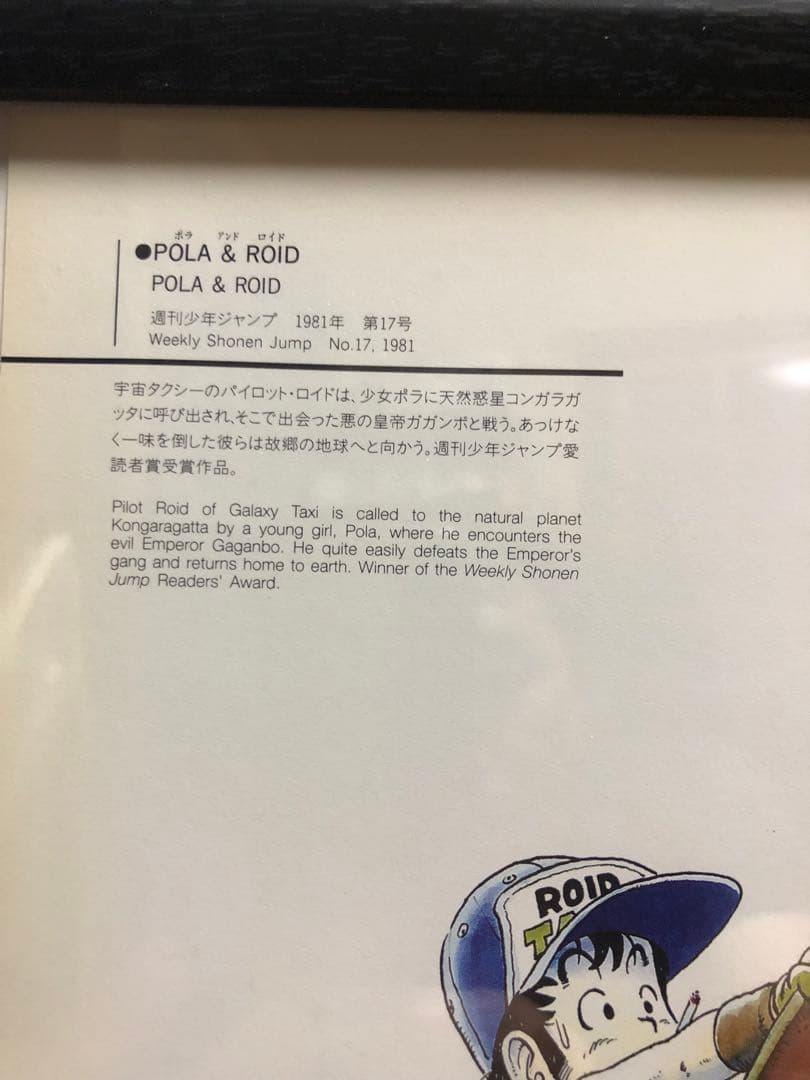 ポラ アンド ロイド
●POLA & ROID
POLA & ROID
週刊少年ジャンプ 1981年 第17号
Weekly Shonen Jump No.17, 1981
宇宙タクシーのパイロット・ロイドは、少女ポラに天然惑星コンガラガ
ッタに呼び出され、そこで出会った悪の皇帝ガガンボと戦う。あっけな
く一味を倒した彼らは故郷の地球へと向かう。週刊少年ジャンプ愛
読者賞受賞作品。
Pilot Roid of Galaxy Taxi is called to the natural planet
Kongaragatta by a young girl, Pola, where he encounters the
evil Emperor Gaganbo. He quite easily defeats the Emperor's
gang and returns home to earth. Winner of the Weekly Shonen
Jump Readers' Award.
ROID